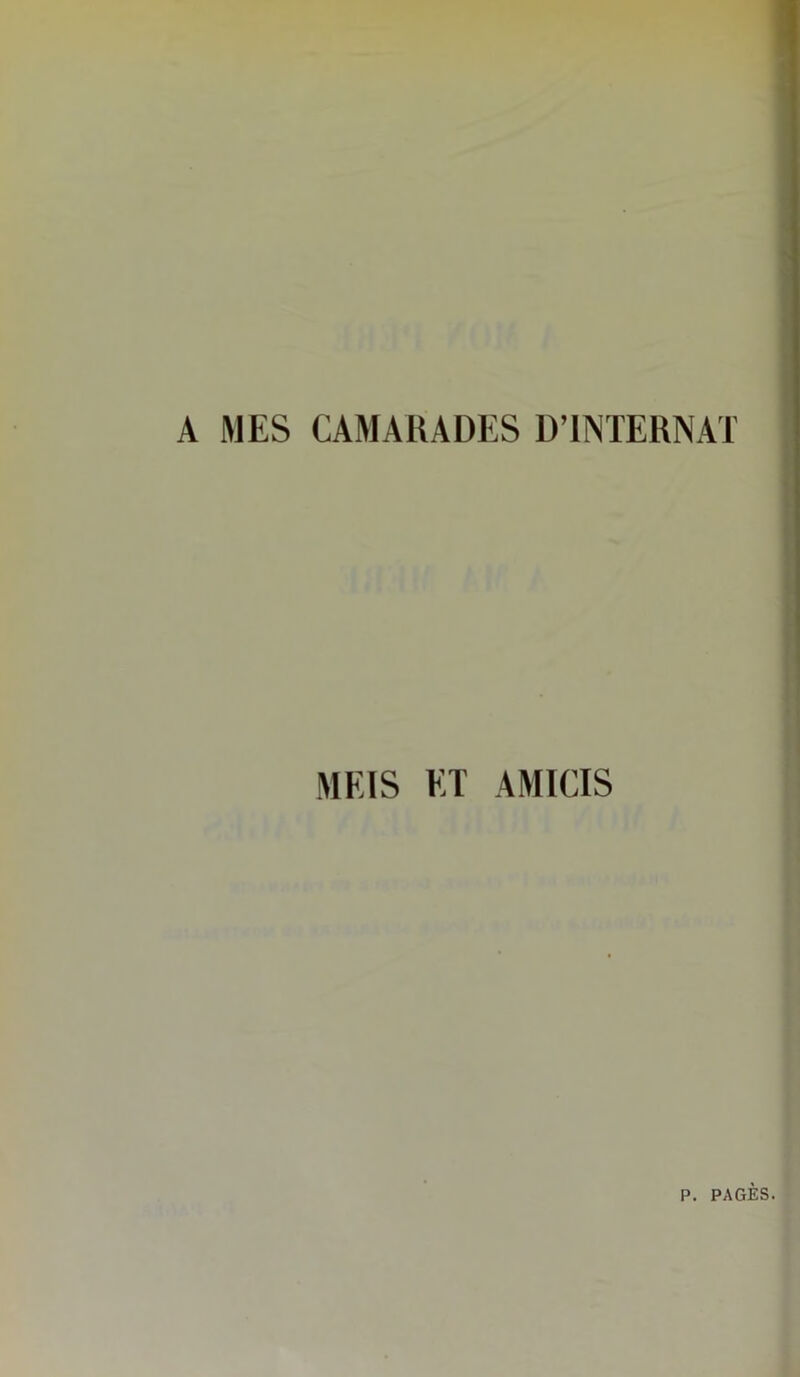 A MES CAMARADES D'INTERNAT
MEIS ET AMICIS
P. PAGÈS.